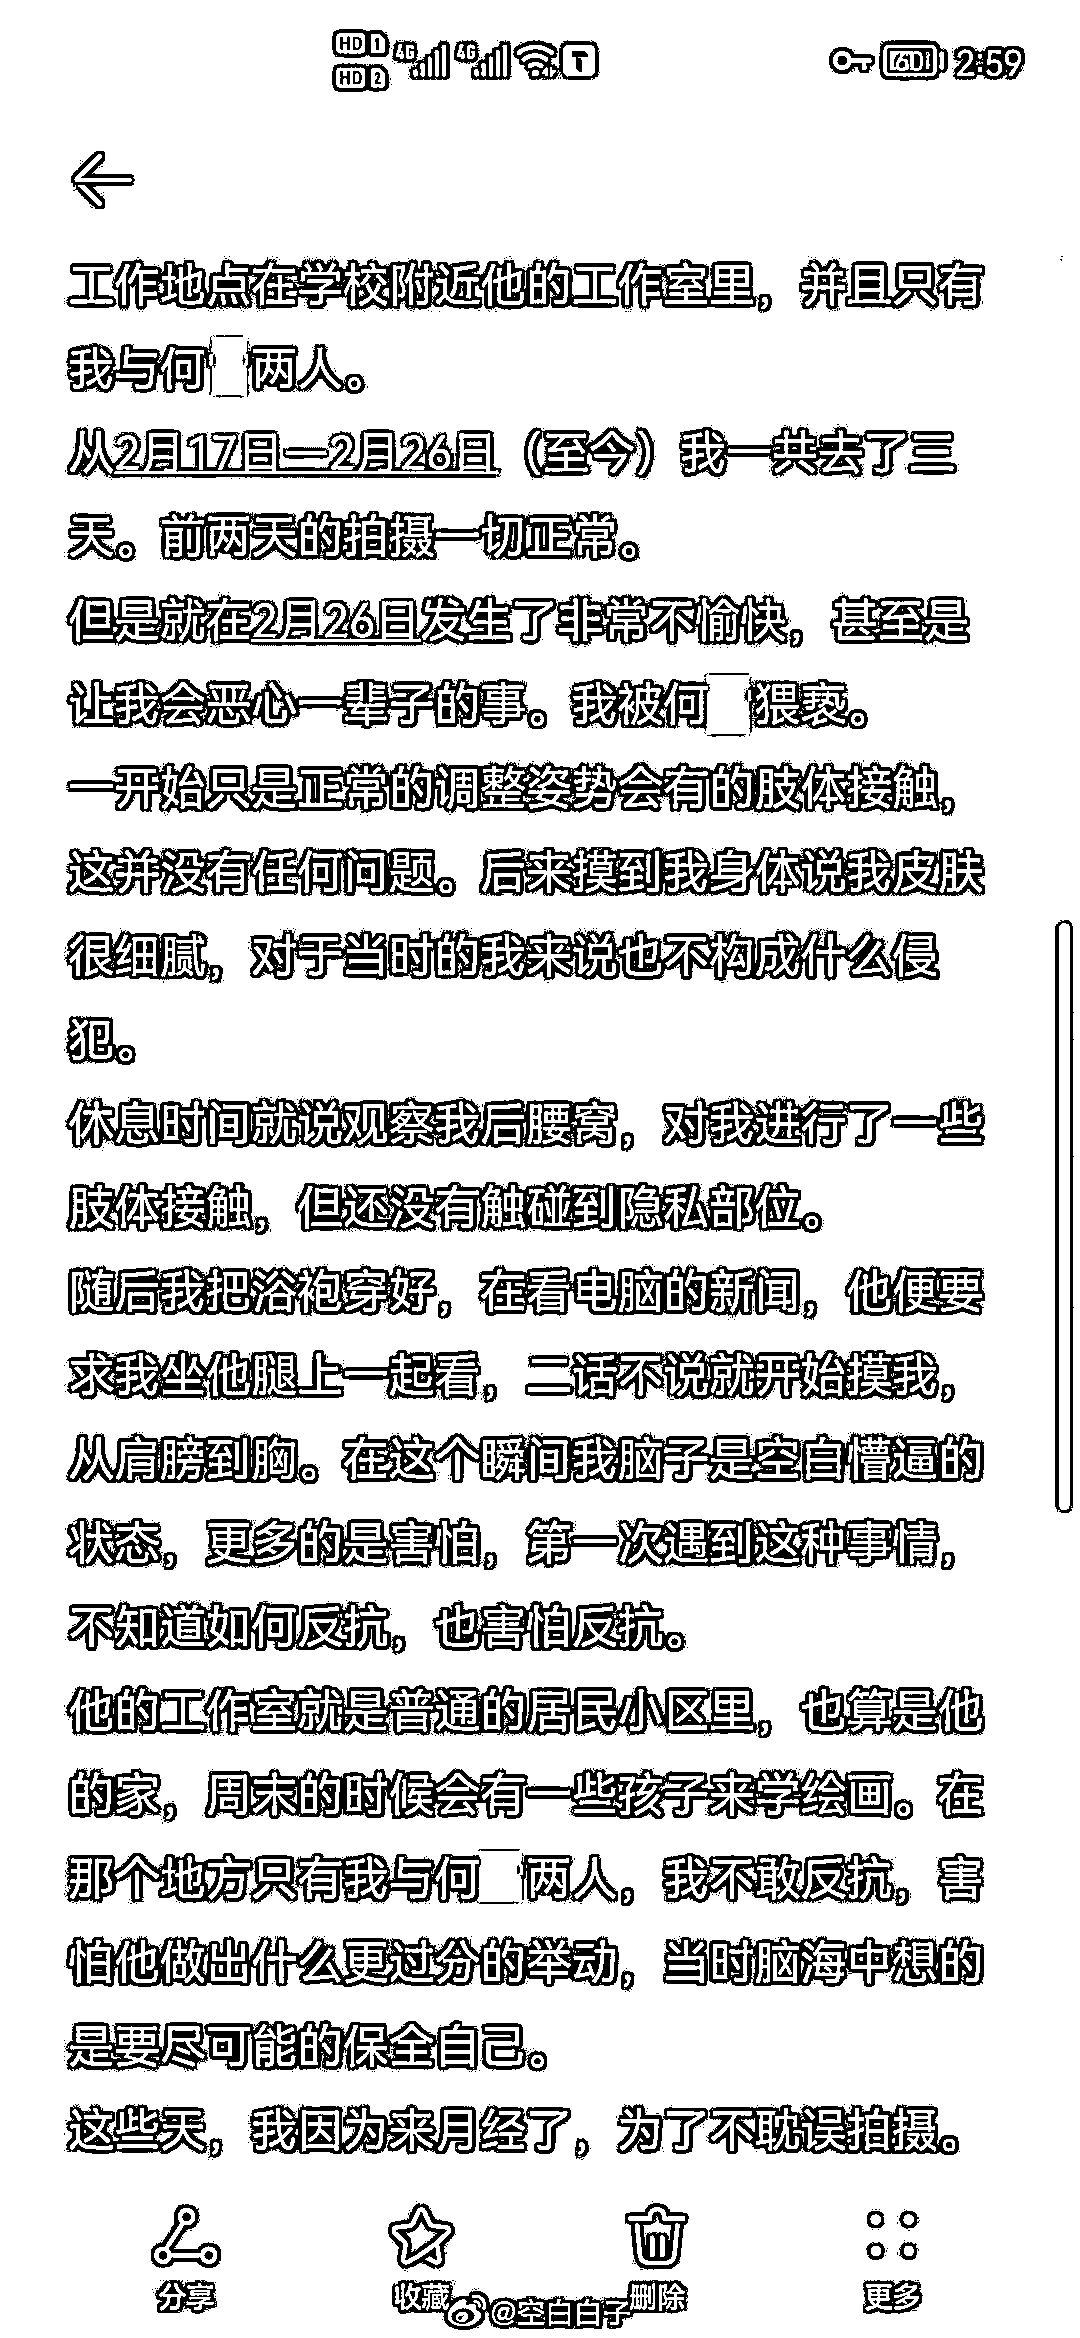 HD 1 4G 4G T 60 2:59
HD 2
工作地点在学校附近他的工作室里，并且只有
我与何 两人。
从2月17日—2月26日（至今）我一共去了三
天。前两天的拍摄一切正常。
但是就在2月26日发生了非常不愉快，甚至是
让我会恶心一辈子的事。我被何 猥亵。
一开始只是正常的调整姿势会有的肢体接触，
这并没有任何问题。后来摸到我身体说我皮肤
很细腻，对于当时的我来说也不构成什么侵
犯。
休息时间就说观察我后腰窝，对我进行了一些
肢体接触，但还没有触碰到隐私部位。
随后我把浴袍穿好，在看电脑的新闻，他便要
求我坐他腿上一起看，二话不说就开始摸我，
从肩膀到胸。在这个瞬间我脑子是空白懵逼的
状态，更多的是害怕，第一次遇到这种事情，
不知道如何反抗，也害怕反抗。
他的工作室就是普通的居民小区里，也算是他
的家，周末的时候会有一些孩子来学绘画。在
那个地方只有我与何 两人，我不敢反抗，害
怕他做出什么更过分的举动，当时脑海中想的
是要尽可能的保全自己。
这些天，我因为来月经了，为了不耽误拍摄。
分享 收藏 删除 更多
@空白白子